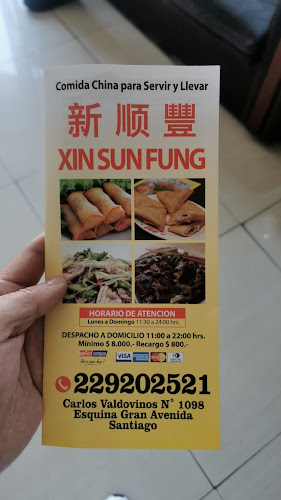 Comida China para Servir y Llevar
新 顺 豐
XIN SUN FUNG
HORARIO DE ATENCION
Lunes a Domingo 11:30 a 24:00 hrs.
DESPACHO A DOMICILIO 11:00 a 22:00 hrs.
Mínimo $ 8.000.- Recargo $ 800.-
VISA
229202521
Carlos Valdovinos N° 1098
Esquina Gran Avenida
Santiago